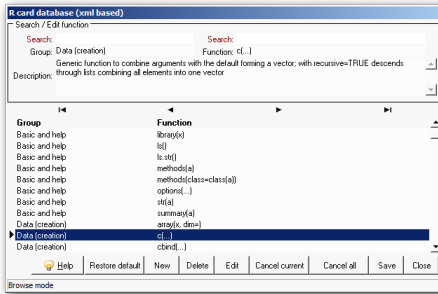 R card database (xml based)
Search / Edit function
Search: Search:
Group: Data (creation) Function: c(...)
Description: Generic function to combine arguments with the default forming a vector; with recursive=TRUE descends
through lists combining all elements into one vector
Group Function
Basic and help library(x)
Basic and help ls()
Basic and help ls.str()
Basic and help methods(a)
Basic and help methods(class=class(a))
Basic and help options(...)
Basic and help str(a)
Basic and help summary(a)
Data (creation) array(x, dim=)
Data (creation) c(...)
Data (creation) cbind(...)
Help Restore default New Delete Edit Cancel current Cancel all Save Close
Browse mode